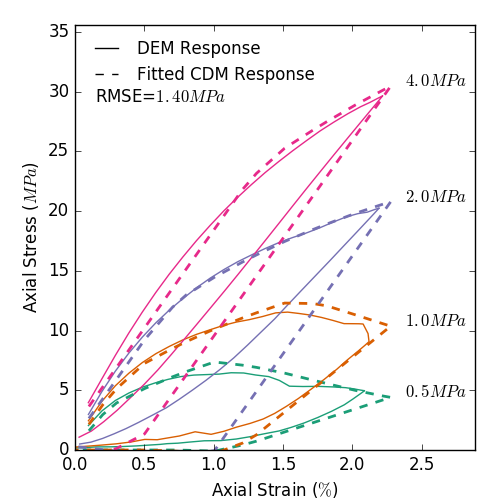 DEM Response
Fitted CDM Response
RMSE=1.40MPa
4.0MPa
2.0MPa
1.0MPa
0.5MPa
Axial Stress (MPa)
35
30
25
20
15
10
5
0
0.0 0.5 1.0 1.5 2.0 2.5
Axial Strain (%)